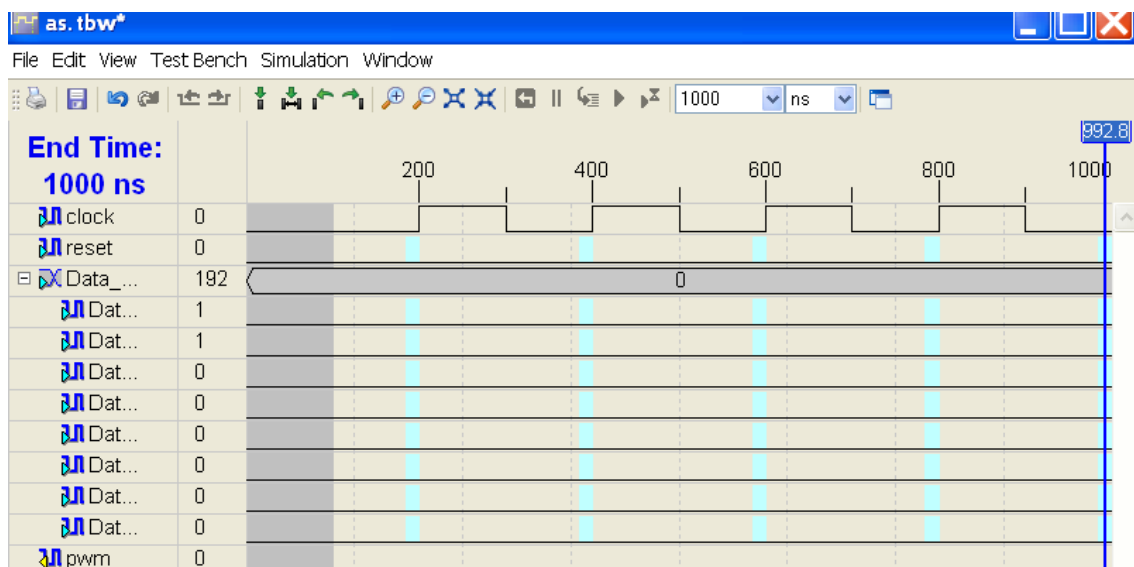 as.tbw*
File Edit View Test Bench Simulation Window
1000 ns
992.8
End Time:
1000 ns
200 400 600 800 1000
clock 0
reset 0
Data_... 192 0
Dat... 1
Dat... 1
Dat... 0
Dat... 0
Dat... 0
Dat... 0
Dat... 0
Dat... 0
pwm 0